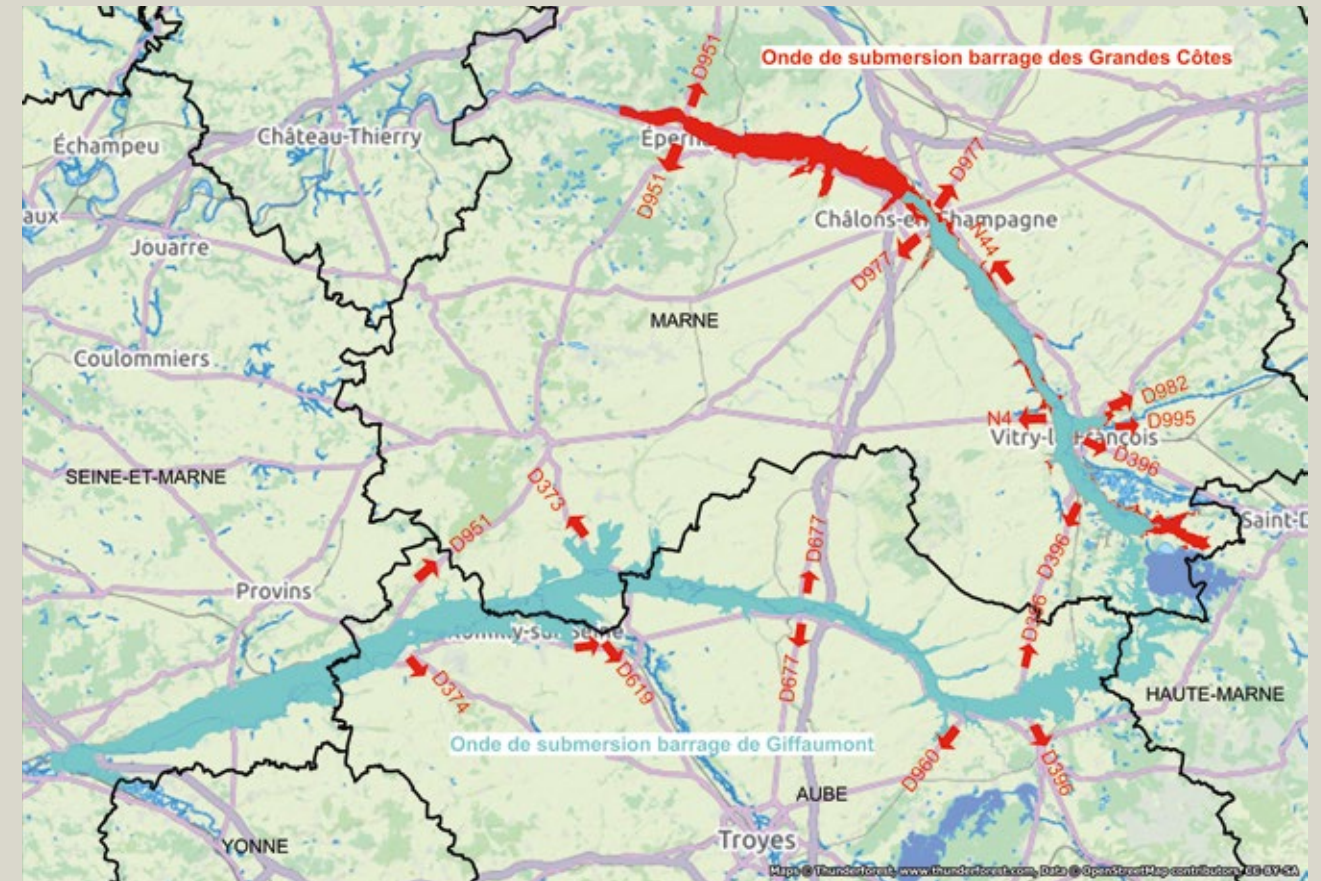 D951
Onde de submersion barrage des Grandes Côtes
Château-Thierry
Échampeu
Éperna
D977
D951
aux
Châlons-en-Champagne
Jouarre
N44
D977
MARNE
Coulommiers
D982
N4
D995
Vitry-le-François
D396
SEINE-ET-MARNE
D373
Saint-D
D951
D677
D396
Provins
Romilly-sur-Seine
D396
D619
D677
D374
HAUTE-MARNE
Onde de submersion barrage de Giffaumont
D960
D396
AUBE
YONNE
Troyes
Maps © Thunderforest, www.thunderforest.com, Data © OpenStreetMap contributors, CC-BY-SA